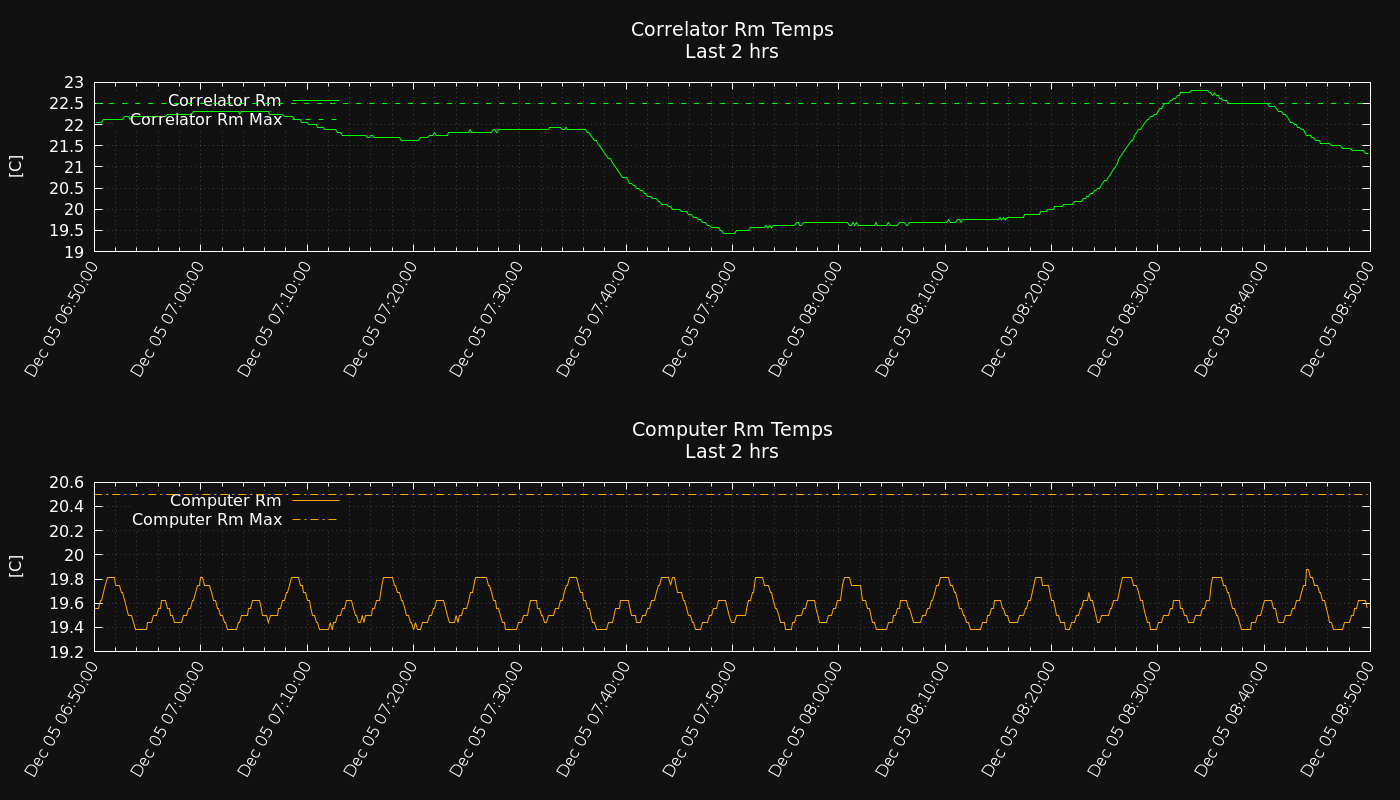 Correlator Rm Temps
Last 2 hrs
[C]
23
22.5
22
21.5
21
20.5
20
19.5
19
Correlator Rm
Correlator Rm Max
Dec 05 06:50:00
Dec 05 07:00:00
Dec 05 07:10:00
Dec 05 07:20:00
Dec 05 07:30:00
Dec 05 07:40:00
Dec 05 07:50:00
Dec 05 08:00:00
Dec 05 08:10:00
Dec 05 08:20:00
Dec 05 08:30:00
Dec 05 08:40:00
Dec 05 08:50:00
Computer Rm Temps
Last 2 hrs
[C]
20.6
20.4
20.2
20
19.8
19.6
19.4
19.2
Computer Rm
Computer Rm Max
Dec 05 06:50:00
Dec 05 07:00:00
Dec 05 07:10:00
Dec 05 07:20:00
Dec 05 07:30:00
Dec 05 07:40:00
Dec 05 07:50:00
Dec 05 08:00:00
Dec 05 08:10:00
Dec 05 08:20:00
Dec 05 08:30:00
Dec 05 08:40:00
Dec 05 08:50:00